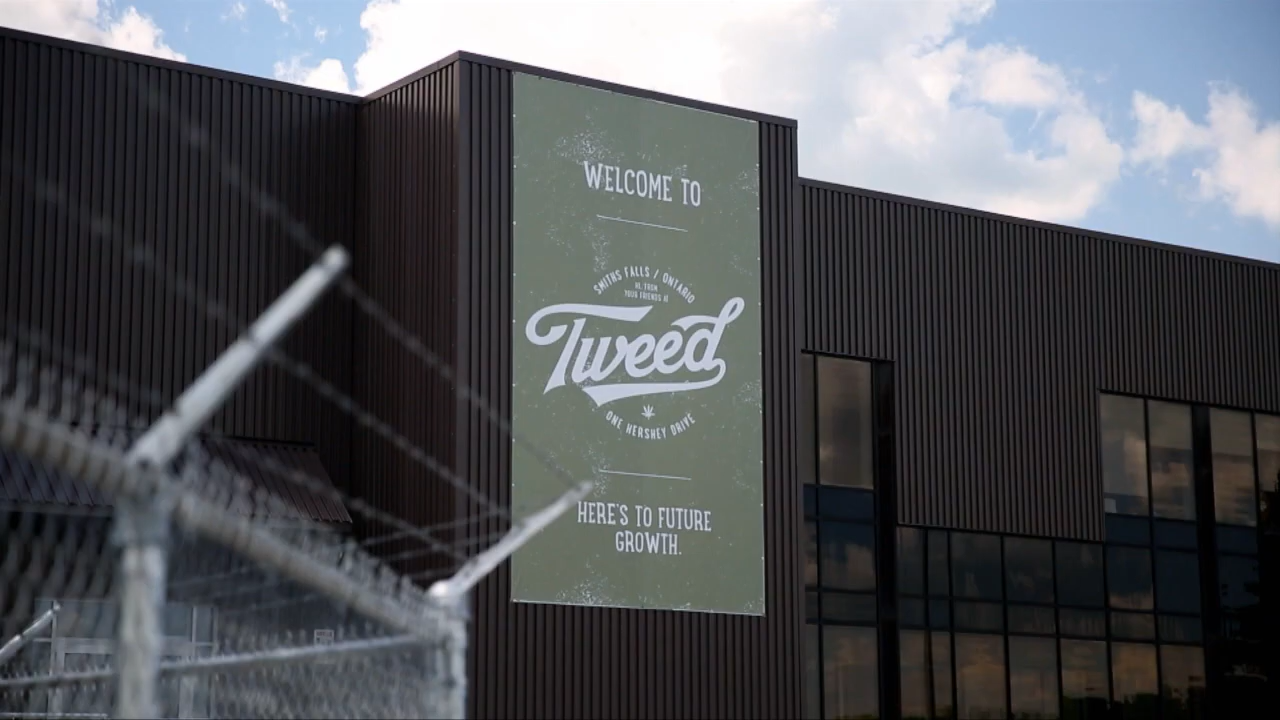 WELCOME TO
SMITHS FALLS / ONTARIO
HI, FROM
YOUR FRIENDS AT
Tweed
ONE HERSHEY DRIVE
HERE'S TO FUTURE
GROWTH.